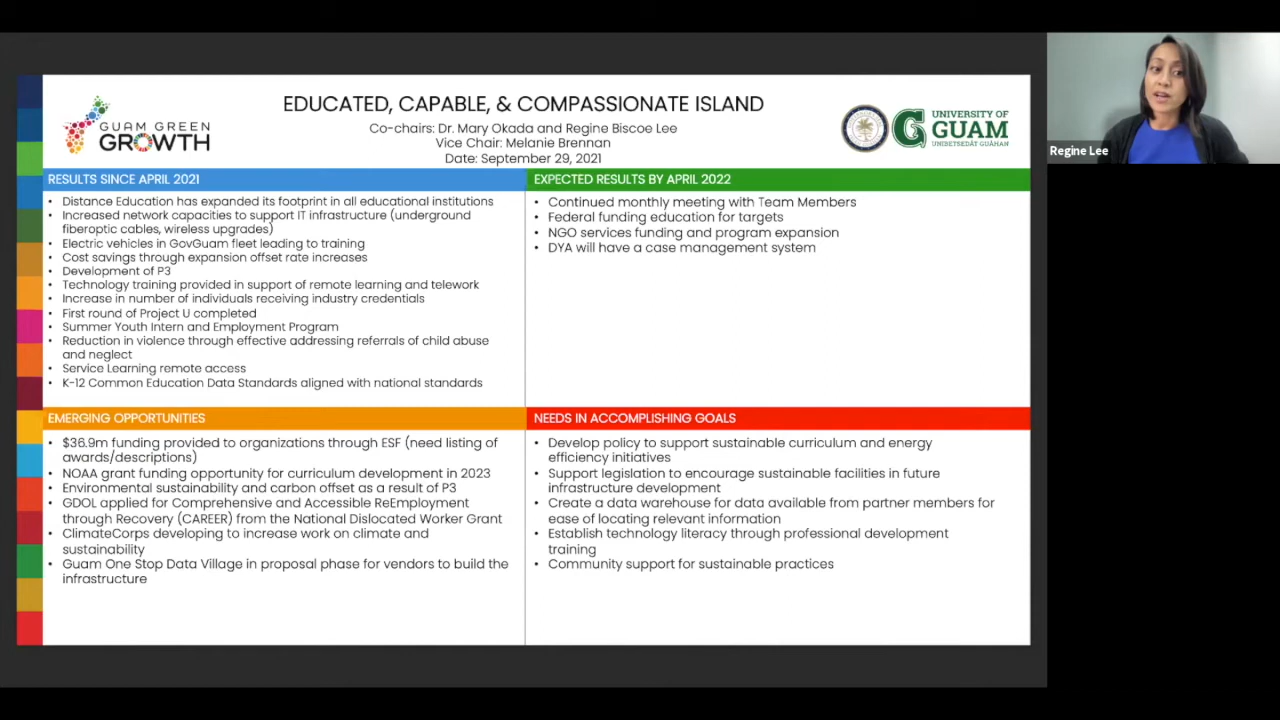 EDUCATED, CAPABLE, & COMPASSIONATE ISLAND
Co-chairs: Dr. Mary Okada and Regine Biscoe Lee
Vice Chair: Melanie Brennan
Date: September 29, 2021
GUAM GREEN
GROWTH
UNIVERSITY OF
GUAM
UNIBETSEDÅT GUÅHAN
Regine Lee
RESULTS SINCE APRIL 2021
• Distance Education has expanded its footprint in all educational institutions
• Increased network capacities to support IT infrastructure (underground
fiberoptic cables, wireless upgrades)
• Electric vehicles in GovGuam fleet leading to training
• Cost savings through expansion offset rate increases
• Development of P3
• Technology training provided in support of remote learning and telework
• Increase in number of individuals receiving industry credentials
• First round of Project U completed
• Summer Youth Intern and Employment Program
• Reduction in violence through effective addressing referrals of child abuse
and neglect
• Service Learning remote access
• K-12 Common Education Data Standards aligned with national standards
EXPECTED RESULTS BY APRIL 2022
• Continued monthly meeting with Team Members
• Federal funding education for targets
• NGO services funding and program expansion
• DYA will have a case management system
EMERGING OPPORTUNITIES
• $36.9m funding provided to organizations through ESF (need listing of
awards/descriptions)
• NOAA grant funding opportunity for curriculum development in 2023
• Environmental sustainability and carbon offset as a result of P3
• GDOL applied for Comprehensive and Accessible ReEmployment
through Recovery (CAREER) from the National Dislocated Worker Grant
• ClimateCorps developing to increase work on climate and
sustainability
• Guam One Stop Data Village in proposal phase for vendors to build the
infrastructure
NEEDS IN ACCOMPLISHING GOALS
• Develop policy to support sustainable curriculum and energy
efficiency initiatives
• Support legislation to encourage sustainable facilities in future
infrastructure development
• Create a data warehouse for data available from partner members for
ease of locating relevant information
• Establish technology literacy through professional development
training
• Community support for sustainable practices